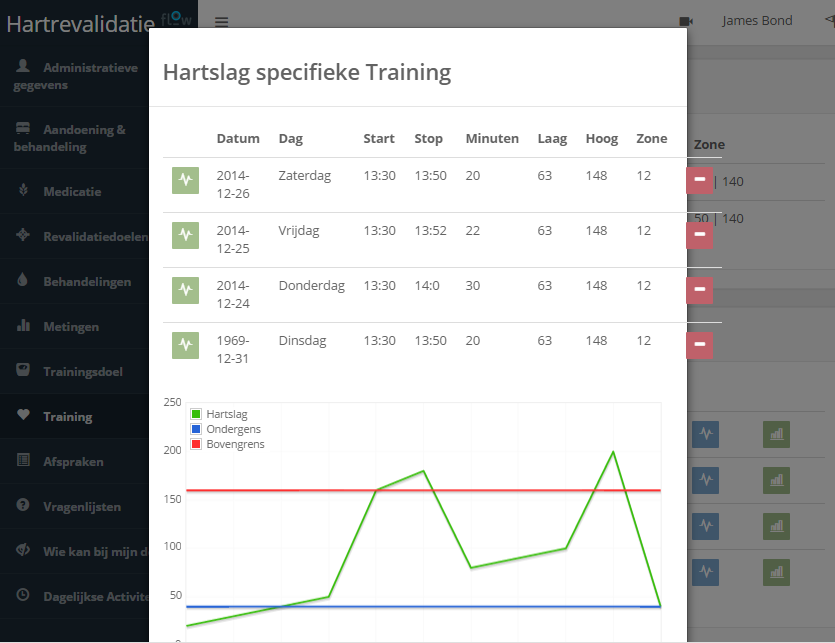 Hartrevalidatie flow
James Bond
Administratieve
gegevens
Aandoening &
behandeling
Medicatie
Revalidatiedoelen
Behandelingen
Metingen
Trainingsdoel
Training
Afspraken
Vragenlijsten
Wie kan bij mijn d
Dagelijkse Activite
Hartslag specifieke Training
Datum Dag Start Stop Minuten Laag Hoog Zone
2014-
12-26 Zaterdag 13:30 13:50 20 63 148 12
2014-
12-25 Vrijdag 13:30 13:52 22 63 148 12
2014-
12-24 Donderdag 13:30 14:0 30 63 148 12
1969-
12-31 Dinsdag 13:30 13:50 20 63 148 12
Zone
| 140
50 | 140
250
200
150
100
50
Hartslag
Ondergens
Bovengrens